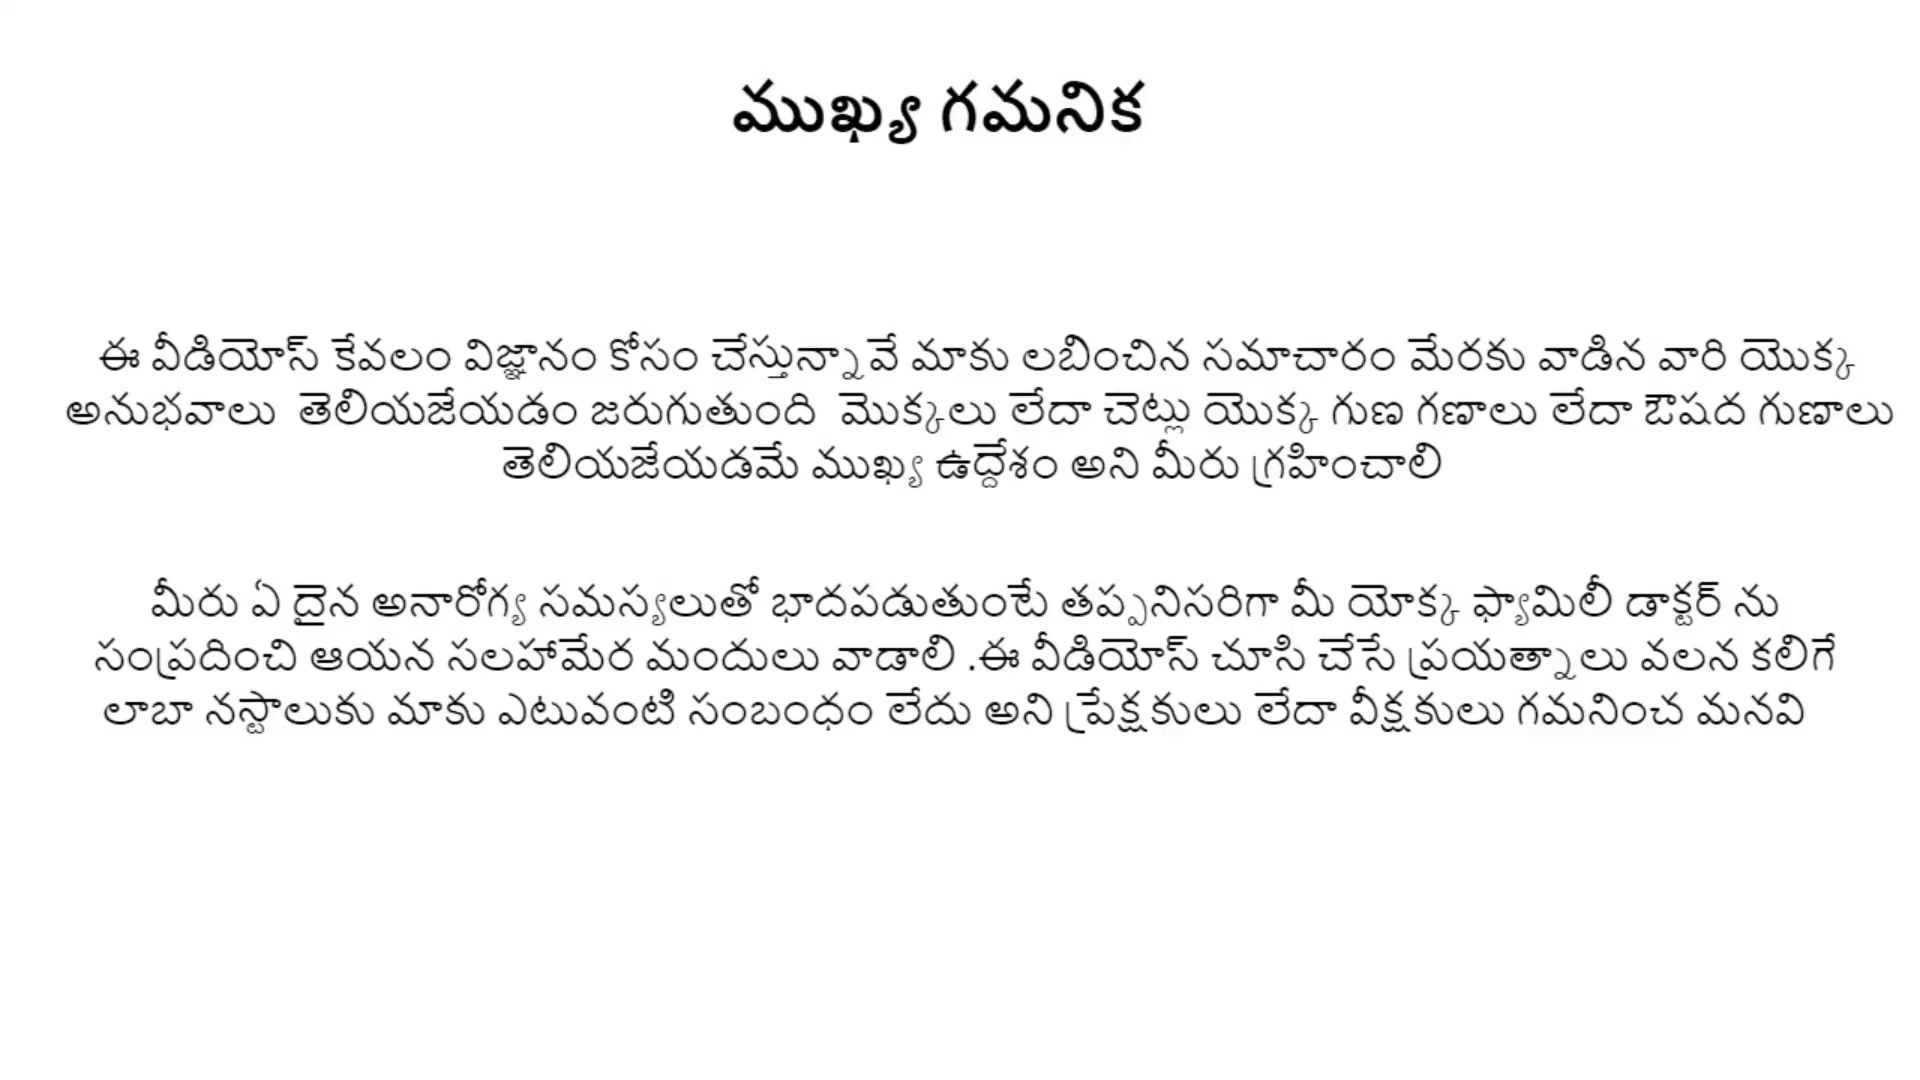 ముఖ్య గమనిక
ఈ వీడియోస్ కేవలం విజ్ఞానం కోసం చేస్తున్నావే మాకు లబించిన సమాచారం మేరకు వాడిన వారి యొక్క
అనుభవాలు తెలియజేయడం జరుగుతుంది మొక్కలు లేదా చెట్లు యొక్క గుణ గణాలు లేదా ఔషద గుణాలు
తెలియజేయడమే ముఖ్య ఉద్దేశం అని మీరు గ్రహించాలి
మీరు ఏ దైన అనారోగ్య సమస్యలుతో భాదపడుతుంటే తప్పనిసరిగా మీ యోక్క ఫ్యామిలీ డాక్టర్ ను
సంప్రదించి ఆయన సలహామేర మందులు వాడాలి .ఈ వీడియోస్ చూసి చేసే ప్రయత్నాలు వలన కలిగే
లాబా నస్టాలుకు మాకు ఎటువంటి సంబంధం లేదు అని ప్రేక్షకులు లేదా వీక్షకులు గమనించ మనవి